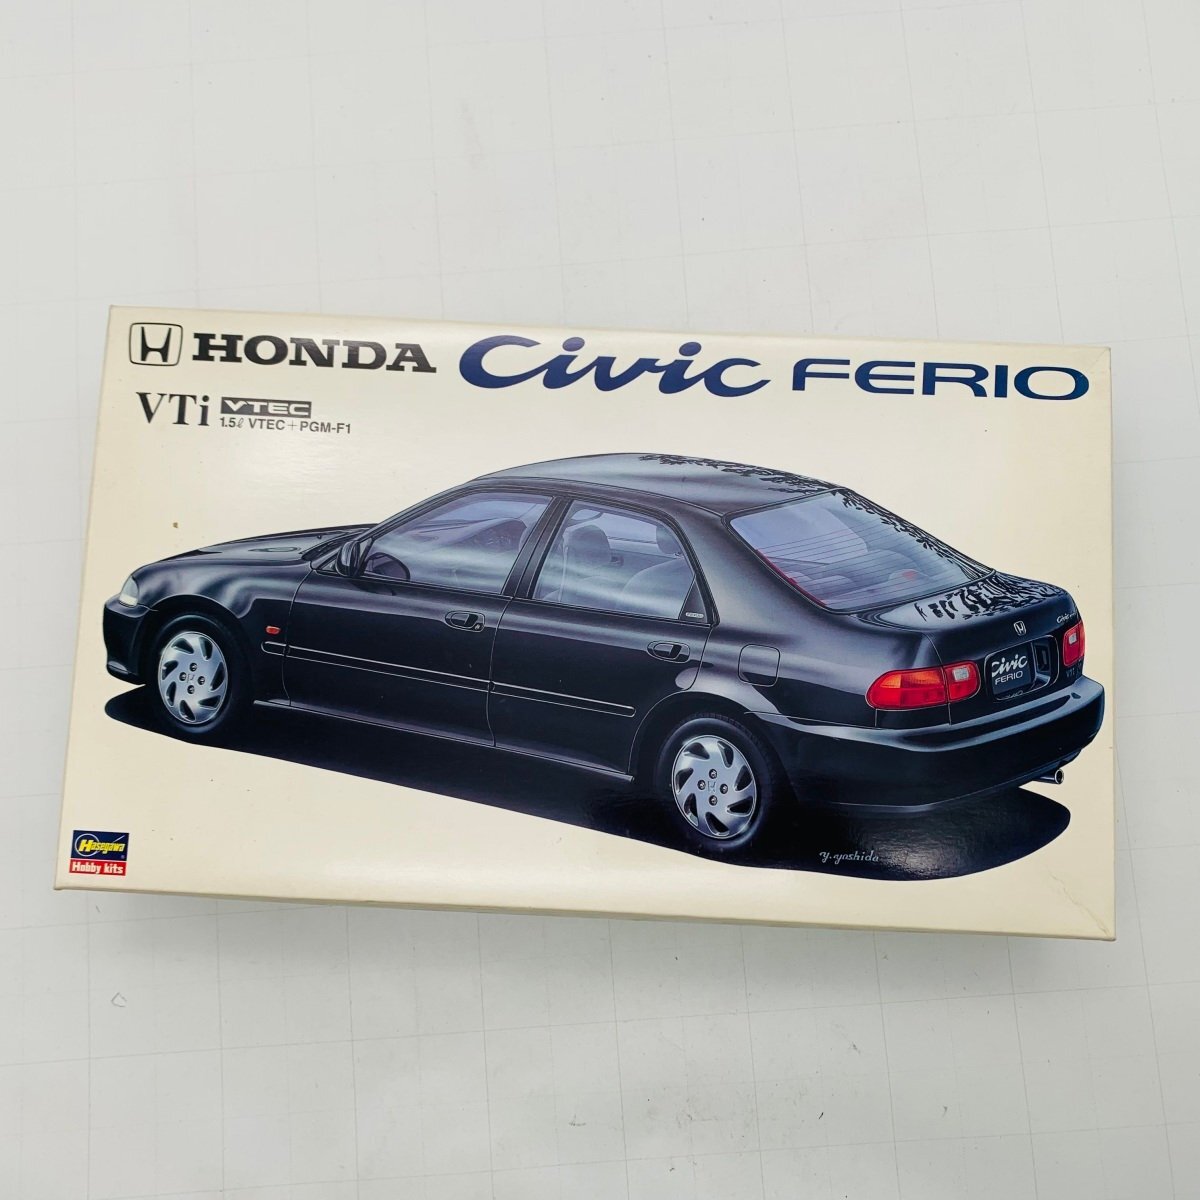 HONDA Civic FERIO
VTi VTEC
1.5ℓ VTEC+PGM-F1
Civic
FERIO
y.yoshida
Hasegawa
Hobby kits